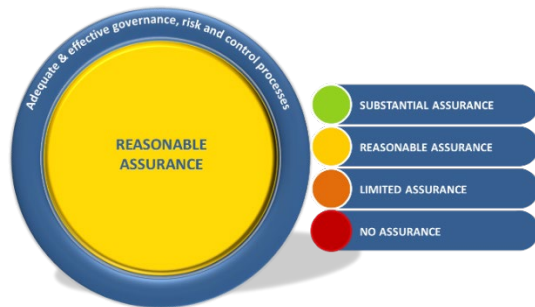 Adequate & effective governance, risk and control processes
REASONABLE
ASSURANCE
SUBSTANTIAL ASSURANCE
REASONABLE ASSURANCE
LIMITED ASSURANCE
NO ASSURANCE